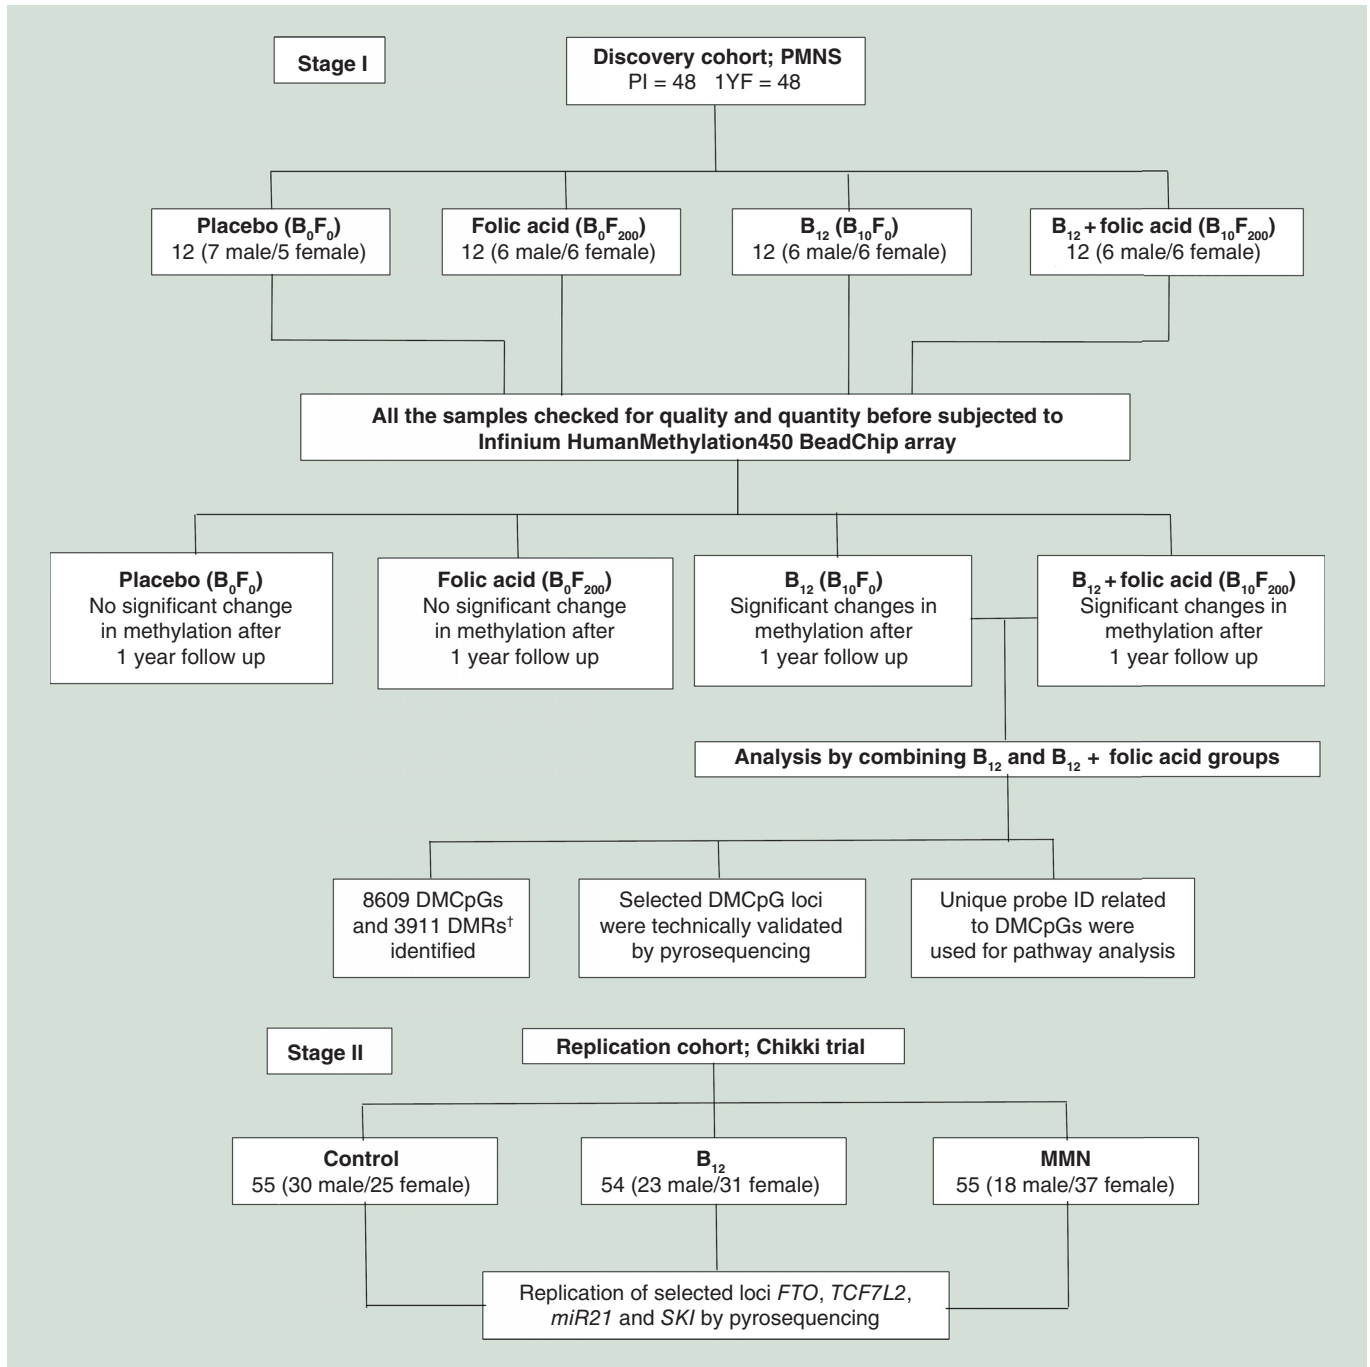 Stage I
Discovery cohort; PMNS
PI = 48 1YF = 48
Placebo (B₀F₀)
12 (7 male/5 female)
Folic acid (B₀F₂₀₀)
12 (6 male/6 female)
B₁₂ (B₁₀F₀)
12 (6 male/6 female)
B₁₂ + folic acid (B₁₀F₂₀₀)
12 (6 male/6 female)
All the samples checked for quality and quantity before subjected to
Infinium HumanMethylation450 BeadChip array
Placebo (B₀F₀)
No significant change
in methylation after
1 year follow up
Folic acid (B₀F₂₀₀)
No significant change
in methylation after
1 year follow up
B₁₂ (B₁₀F₀)
Significant changes in
methylation after
1 year follow up
B₁₂ + folic acid (B₁₀F₂₀₀)
Significant changes in
methylation after
1 year follow up
Analysis by combining B₁₂ and B₁₂ + folic acid groups
8609 DMCpGs
and 3911 DMRs†
identified
Selected DMCpG loci
were technically validated
by pyrosequencing
Unique probe ID related
to DMCpGs were
used for pathway analysis
Stage II
Replication cohort; Chikki trial
Control
55 (30 male/25 female)
B₁₂
54 (23 male/31 female)
MMN
55 (18 male/37 female)
Replication of selected loci FTO, TCF7L2,
miR21 and SKI by pyrosequencing